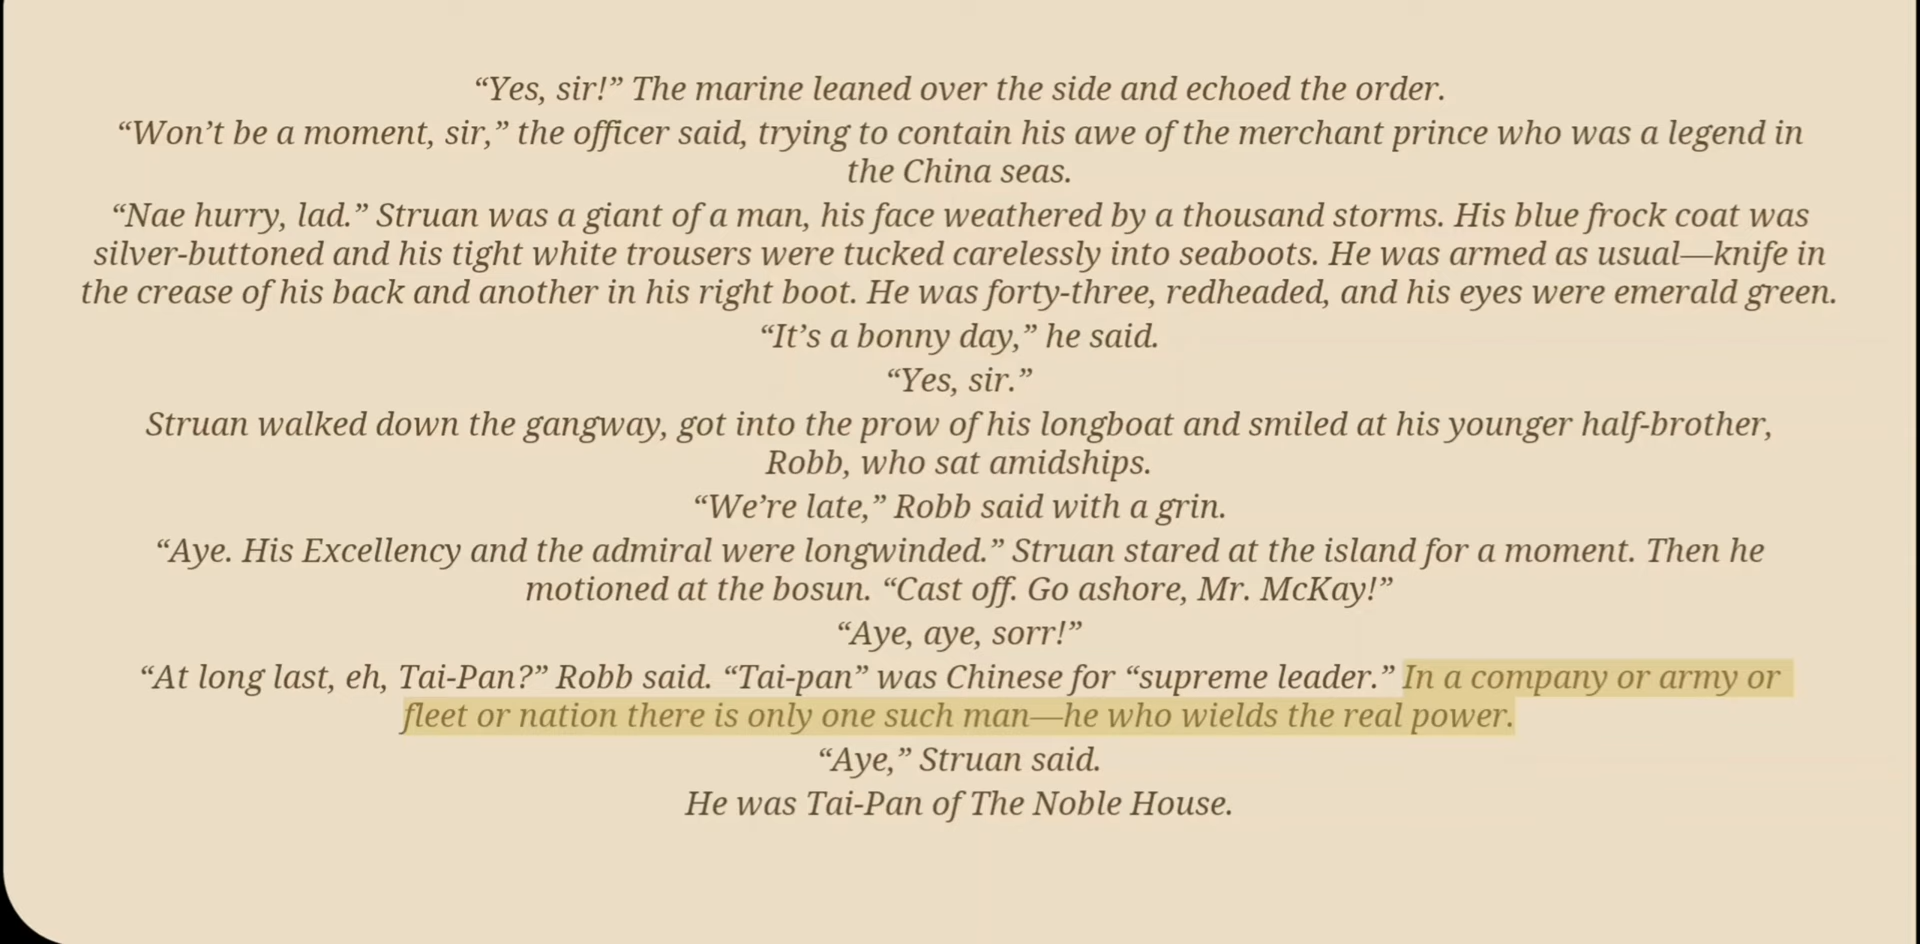 “Yes, sir!” The marine leaned over the side and echoed the order.
“Won’t be a moment, sir,” the officer said, trying to contain his awe of the merchant prince who was a legend in
the China seas.
“Nae hurry, lad.” Struan was a giant of a man, his face weathered by a thousand storms. His blue frock coat was
silver-buttoned and his tight white trousers were tucked carelessly into seaboots. He was armed as usual—knife in
the crease of his back and another in his right boot. He was forty-three, redheaded, and his eyes were emerald green.
“It’s a bonny day,” he said.
“Yes, sir.”
Struan walked down the gangway, got into the prow of his longboat and smiled at his younger half-brother,
Robb, who sat amidships.
“We’re late,” Robb said with a grin.
“Aye. His Excellency and the admiral were longwinded.” Struan stared at the island for a moment. Then he
motioned at the bosun. “Cast off. Go ashore, Mr. McKay!”
“Aye, aye, sorr!”
“At long last, eh, Tai-Pan?” Robb said. “Tai-pan” was Chinese for “supreme leader.” In a company or army or
fleet or nation there is only one such man—he who wields the real power.
“Aye,” Struan said.
He was Tai-Pan of The Noble House.